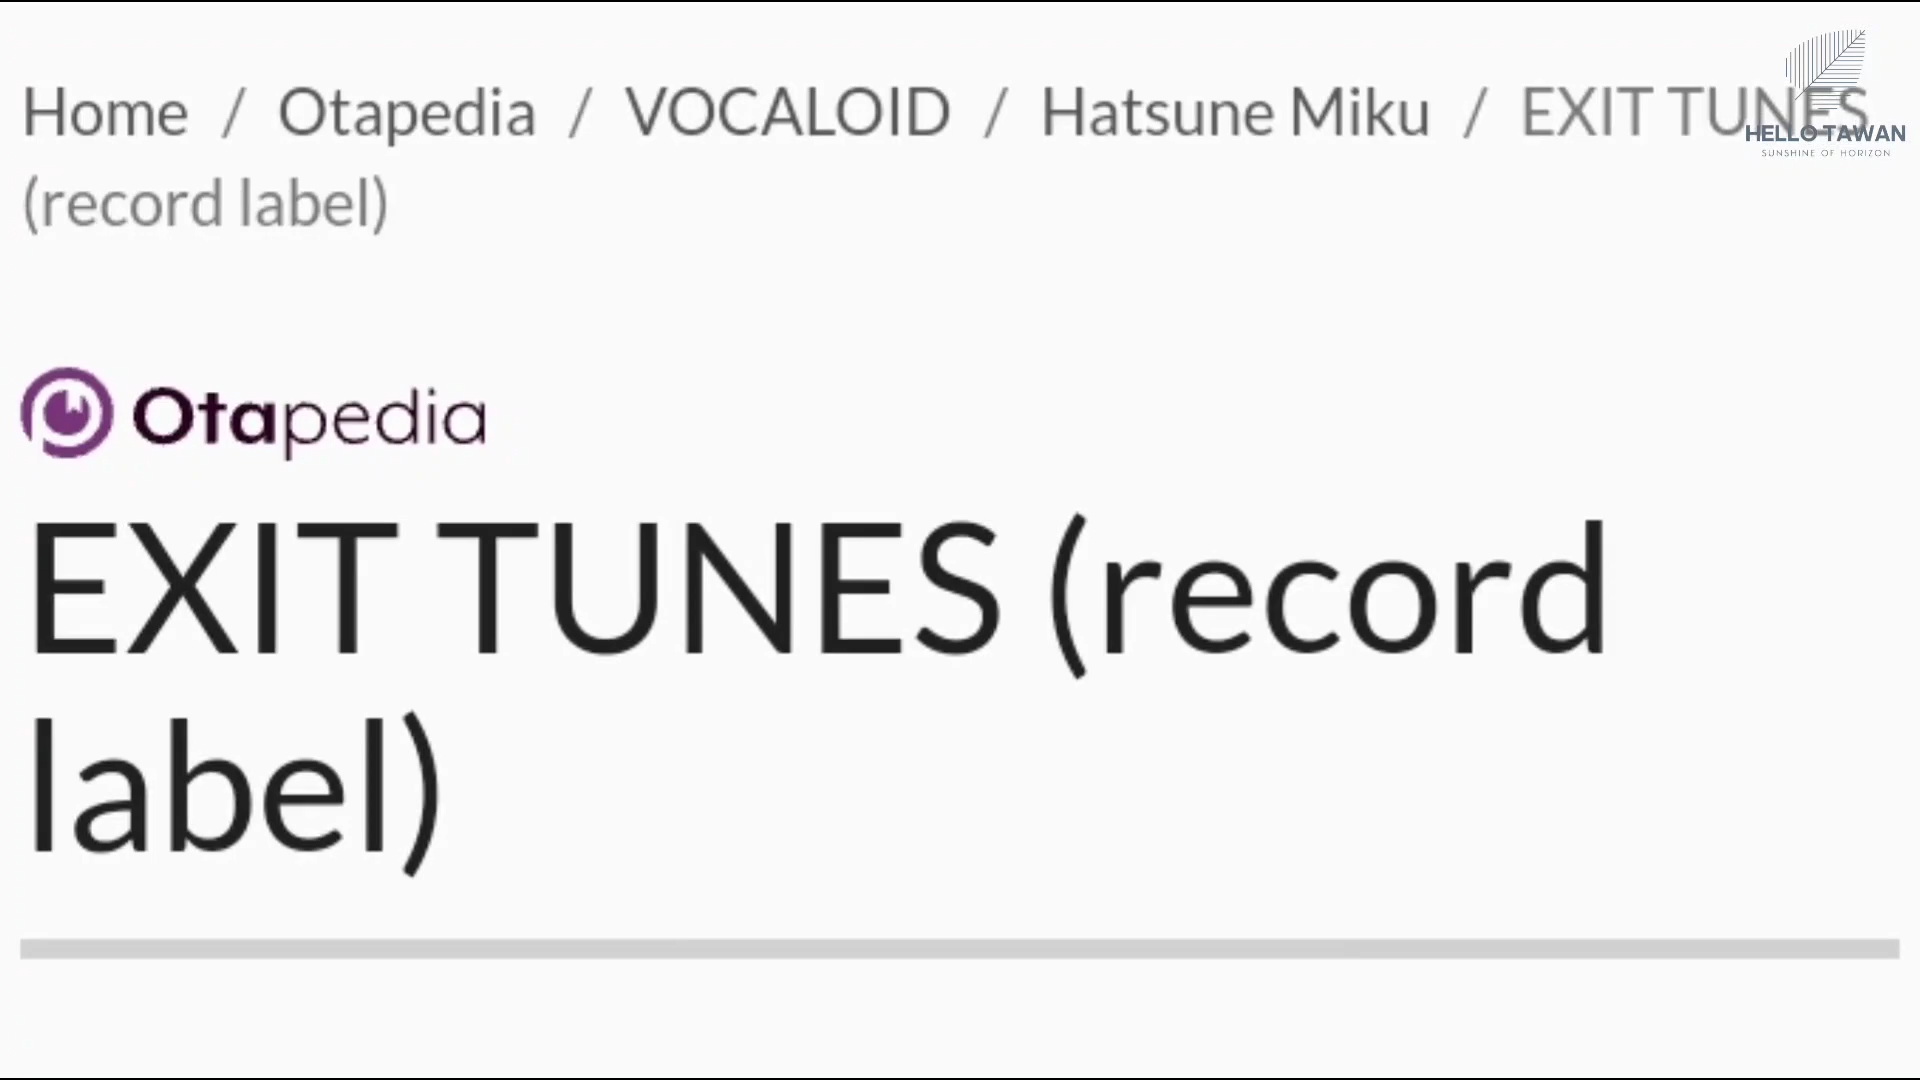 Home / Otapedia / VOCALOID / Hatsune Miku / EXIT TUNES
(record label)
HELLO TAWAN
SUNSHINE OF HORIZON
Otapedia
EXIT TUNES (record
label)